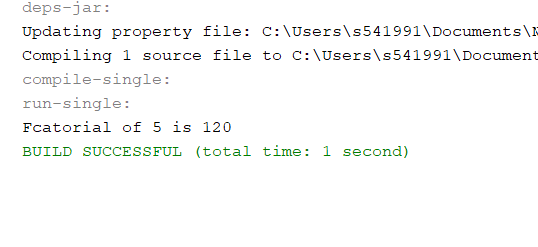 deps-jar:
Updating property file: C:\Users\s541991\Documents\N
Compiling 1 source file to C:\Users\s541991\Document
compile-single:
run-single:
Fcatorial of 5 is 120
BUILD SUCCESSFUL (total time: 1 second)